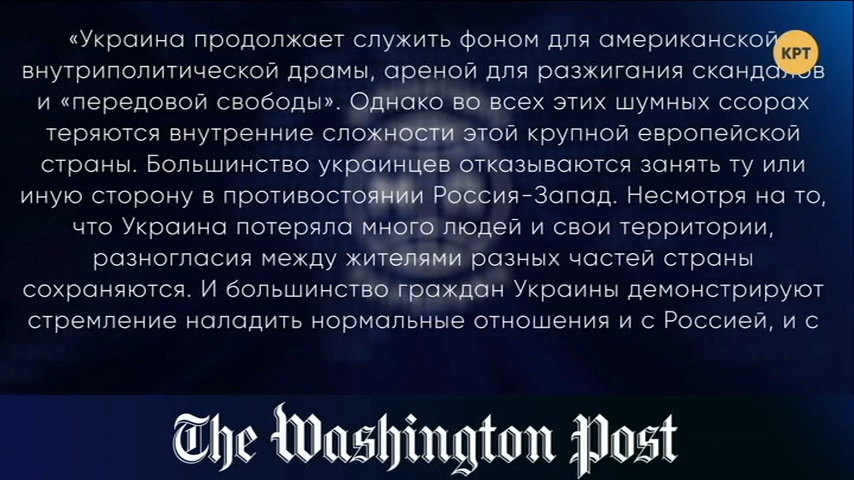 «Украина продолжает служить фоном для американской
КРТ
внутриполитической драмы, ареной для разжигания скандалов
и «передовой свободы». Однако во всех этих шумных ссорах
теряются внутренние сложности этой крупной европейской
страны. Большинство украинцев отказываются занять ту или
иную сторону в противостоянии Россия-Запад. Несмотря на то,
что Украина потеряла много людей и свои территории,
разногласия между жителями разных частей страны
сохраняются. И большинство граждан Украины демонстрируют
стремление наладить нормальные отношения и с Россией, и с
The Washington Post